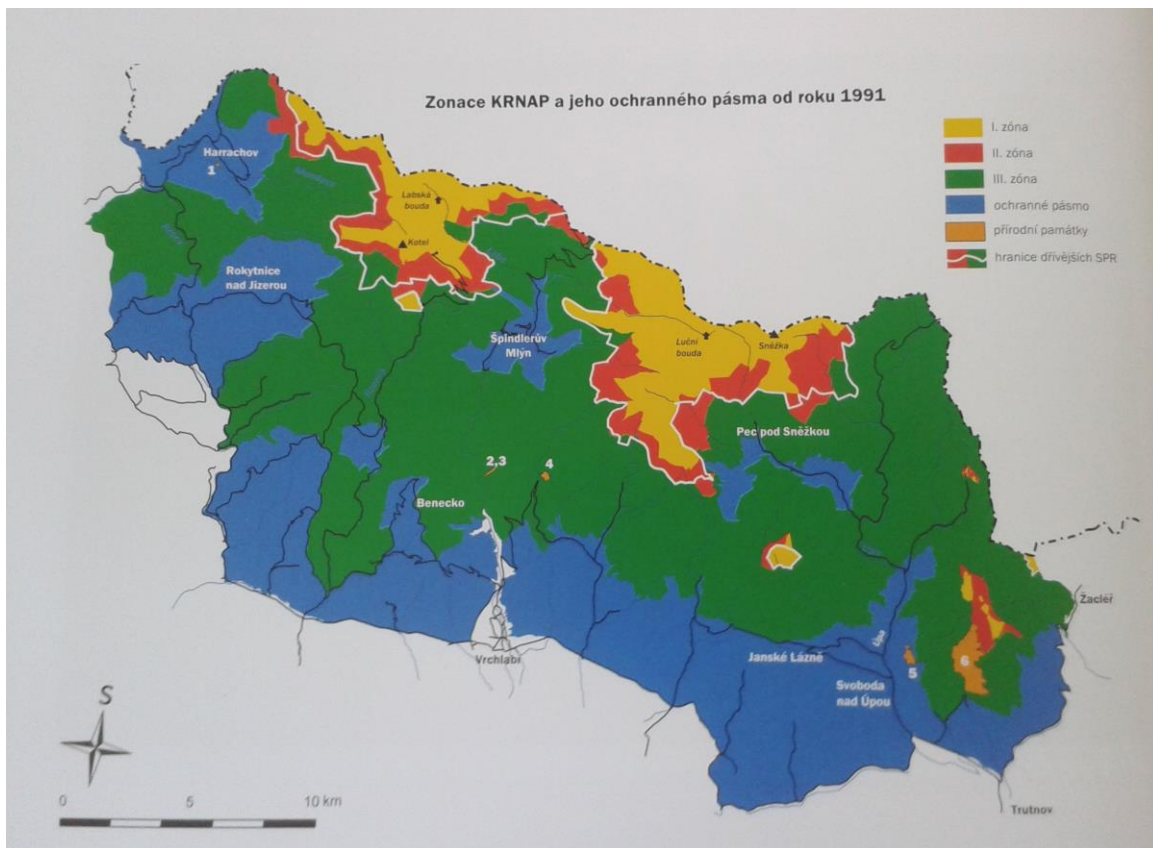 Zonace KRNAP a jeho ochranného pásma od roku 1991
I. zóna
II. zóna
III. zóna
ochranné pásmo
přírodní památky
hranice dřívějších SPR
Harrachov
1
Labská
bouda
Kotel
Rokytnice
nad Jizerou
Špindlerův
Mlýn
Luční
bouda
Sněžka
Pec pod Sněžkou
2,3
4
Benecko
Vrchlabí
Žacléř
Úpa
Janské Lázně
Svoboda
nad Úpou
5
6
Trutnov
S
0 5 10 km